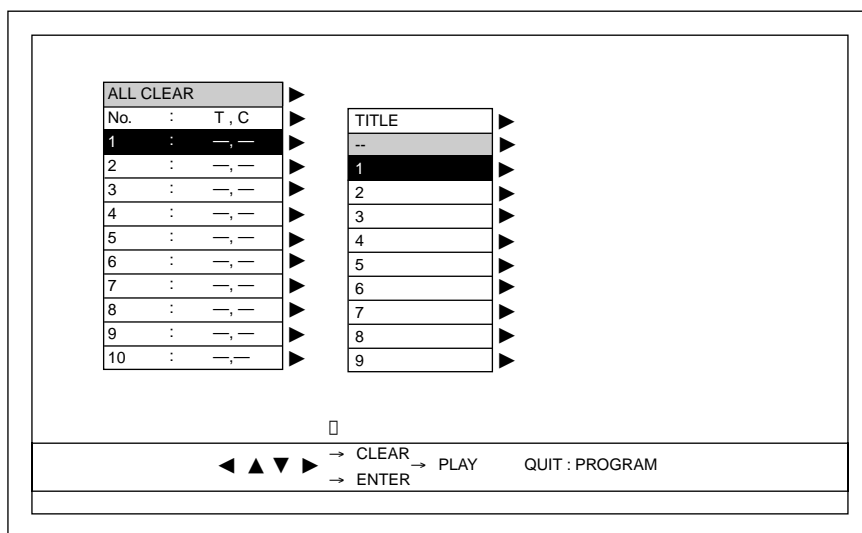 ALL CLEAR
No. : T , C
1 : —, —
2 : —, —
3 : —, —
4 : —, —
5 : —, —
6 : —, —
7 : —, —
8 : —, —
9 : —, —
10 : —,—
TITLE
--
1
2
3
4
5
6
7
8
9
→ CLEAR
→ PLAY
→ ENTER
QUIT : PROGRAM